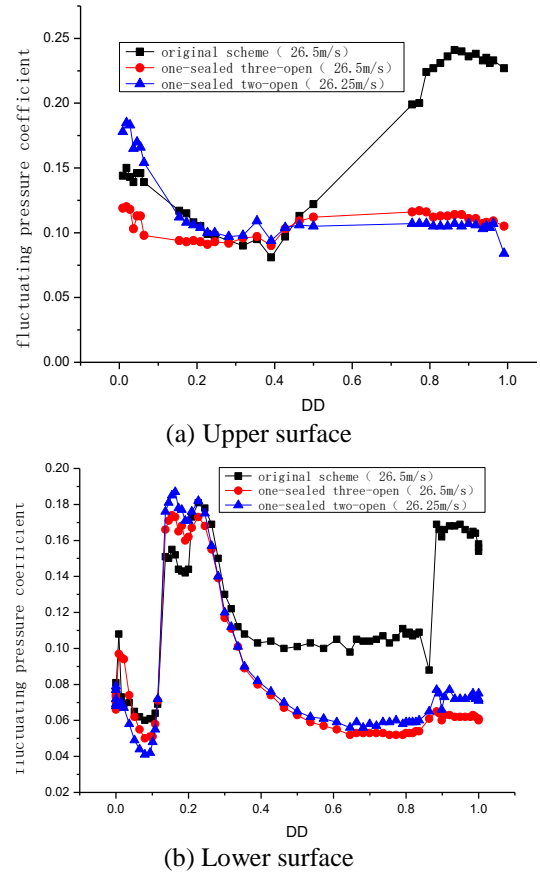 0.25
0.20
0.15
0.10
0.05
0.00
fluctuating pressure coefficient
original scheme ( 26.5m/s)
one-sealed three-open ( 26.5m/s)
one-sealed two-open ( 26.25m/s)
0.0 0.2 0.4 0.6 0.8 1.0
DD
(a) Upper surface
0.20
0.18
0.16
0.14
0.12
0.10
0.08
0.06
0.04
0.02
fluctuating pressure coefficient
original scheme ( 26.5m/s)
one-sealed three-open ( 26.5m/s)
one-sealed two-open ( 26.25m/s)
0.0 0.2 0.4 0.6 0.8 1.0
DD
(b) Lower surface